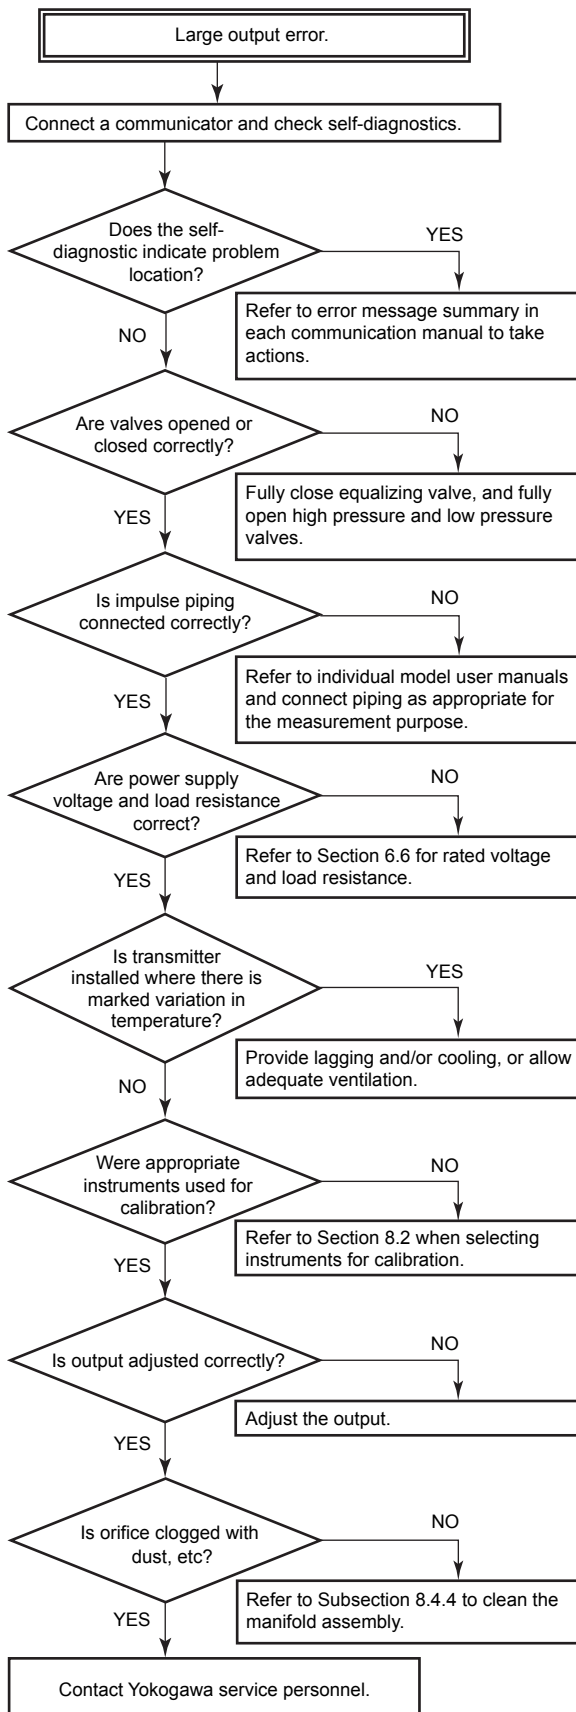 Large output error.
Connect a communicator and check self-diagnostics.
Does the self-
diagnostic indicate problem
location?
YES
Refer to error message summary in
each communication manual to take
actions.
NO
Are valves opened or
closed correctly?
NO
Fully close equalizing valve, and fully
open high pressure and low pressure
valves.
YES
Is impulse piping
connected correctly?
NO
Refer to individual model user manuals
and connect piping as appropriate for
the measurement purpose.
YES
Are power supply
voltage and load resistance
correct?
NO
Refer to Section 6.6 for rated voltage
and load resistance.
YES
Is transmitter
installed where there is
marked variation in
temperature?
YES
Provide lagging and/or cooling, or allow
adequate ventilation.
NO
Were appropriate
instruments used for
calibration?
NO
Refer to Section 8.2 when selecting
instruments for calibration.
YES
Is output adjusted correctly?
NO
Adjust the output.
YES
Is orifice clogged with
dust, etc?
NO
Refer to Subsection 8.4.4 to clean the
manifold assembly.
YES
Contact Yokogawa service personnel.